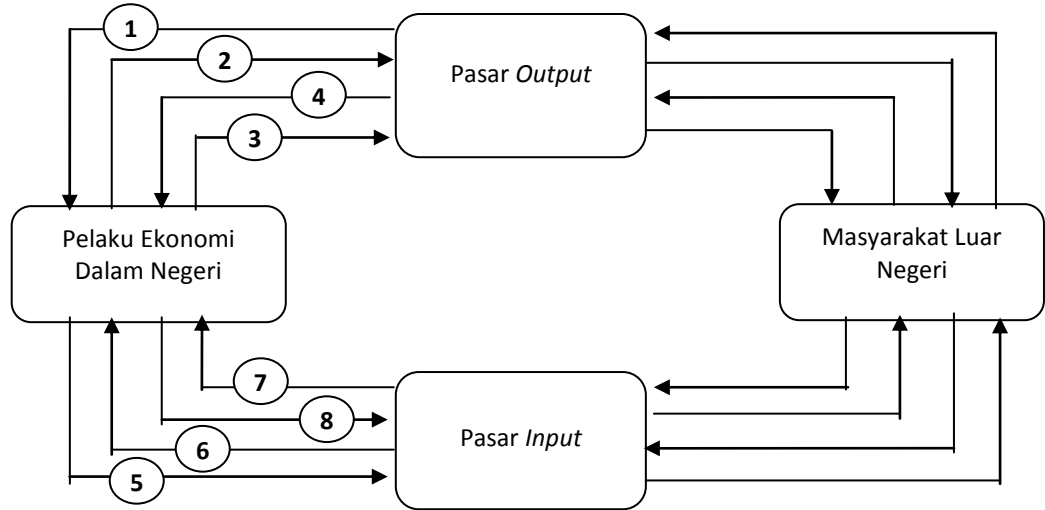 1
2
4
3
Pasar Output
Pelaku Ekonomi
Dalam Negeri
Masyarakat Luar
Negeri
7
8
6
5
Pasar Input